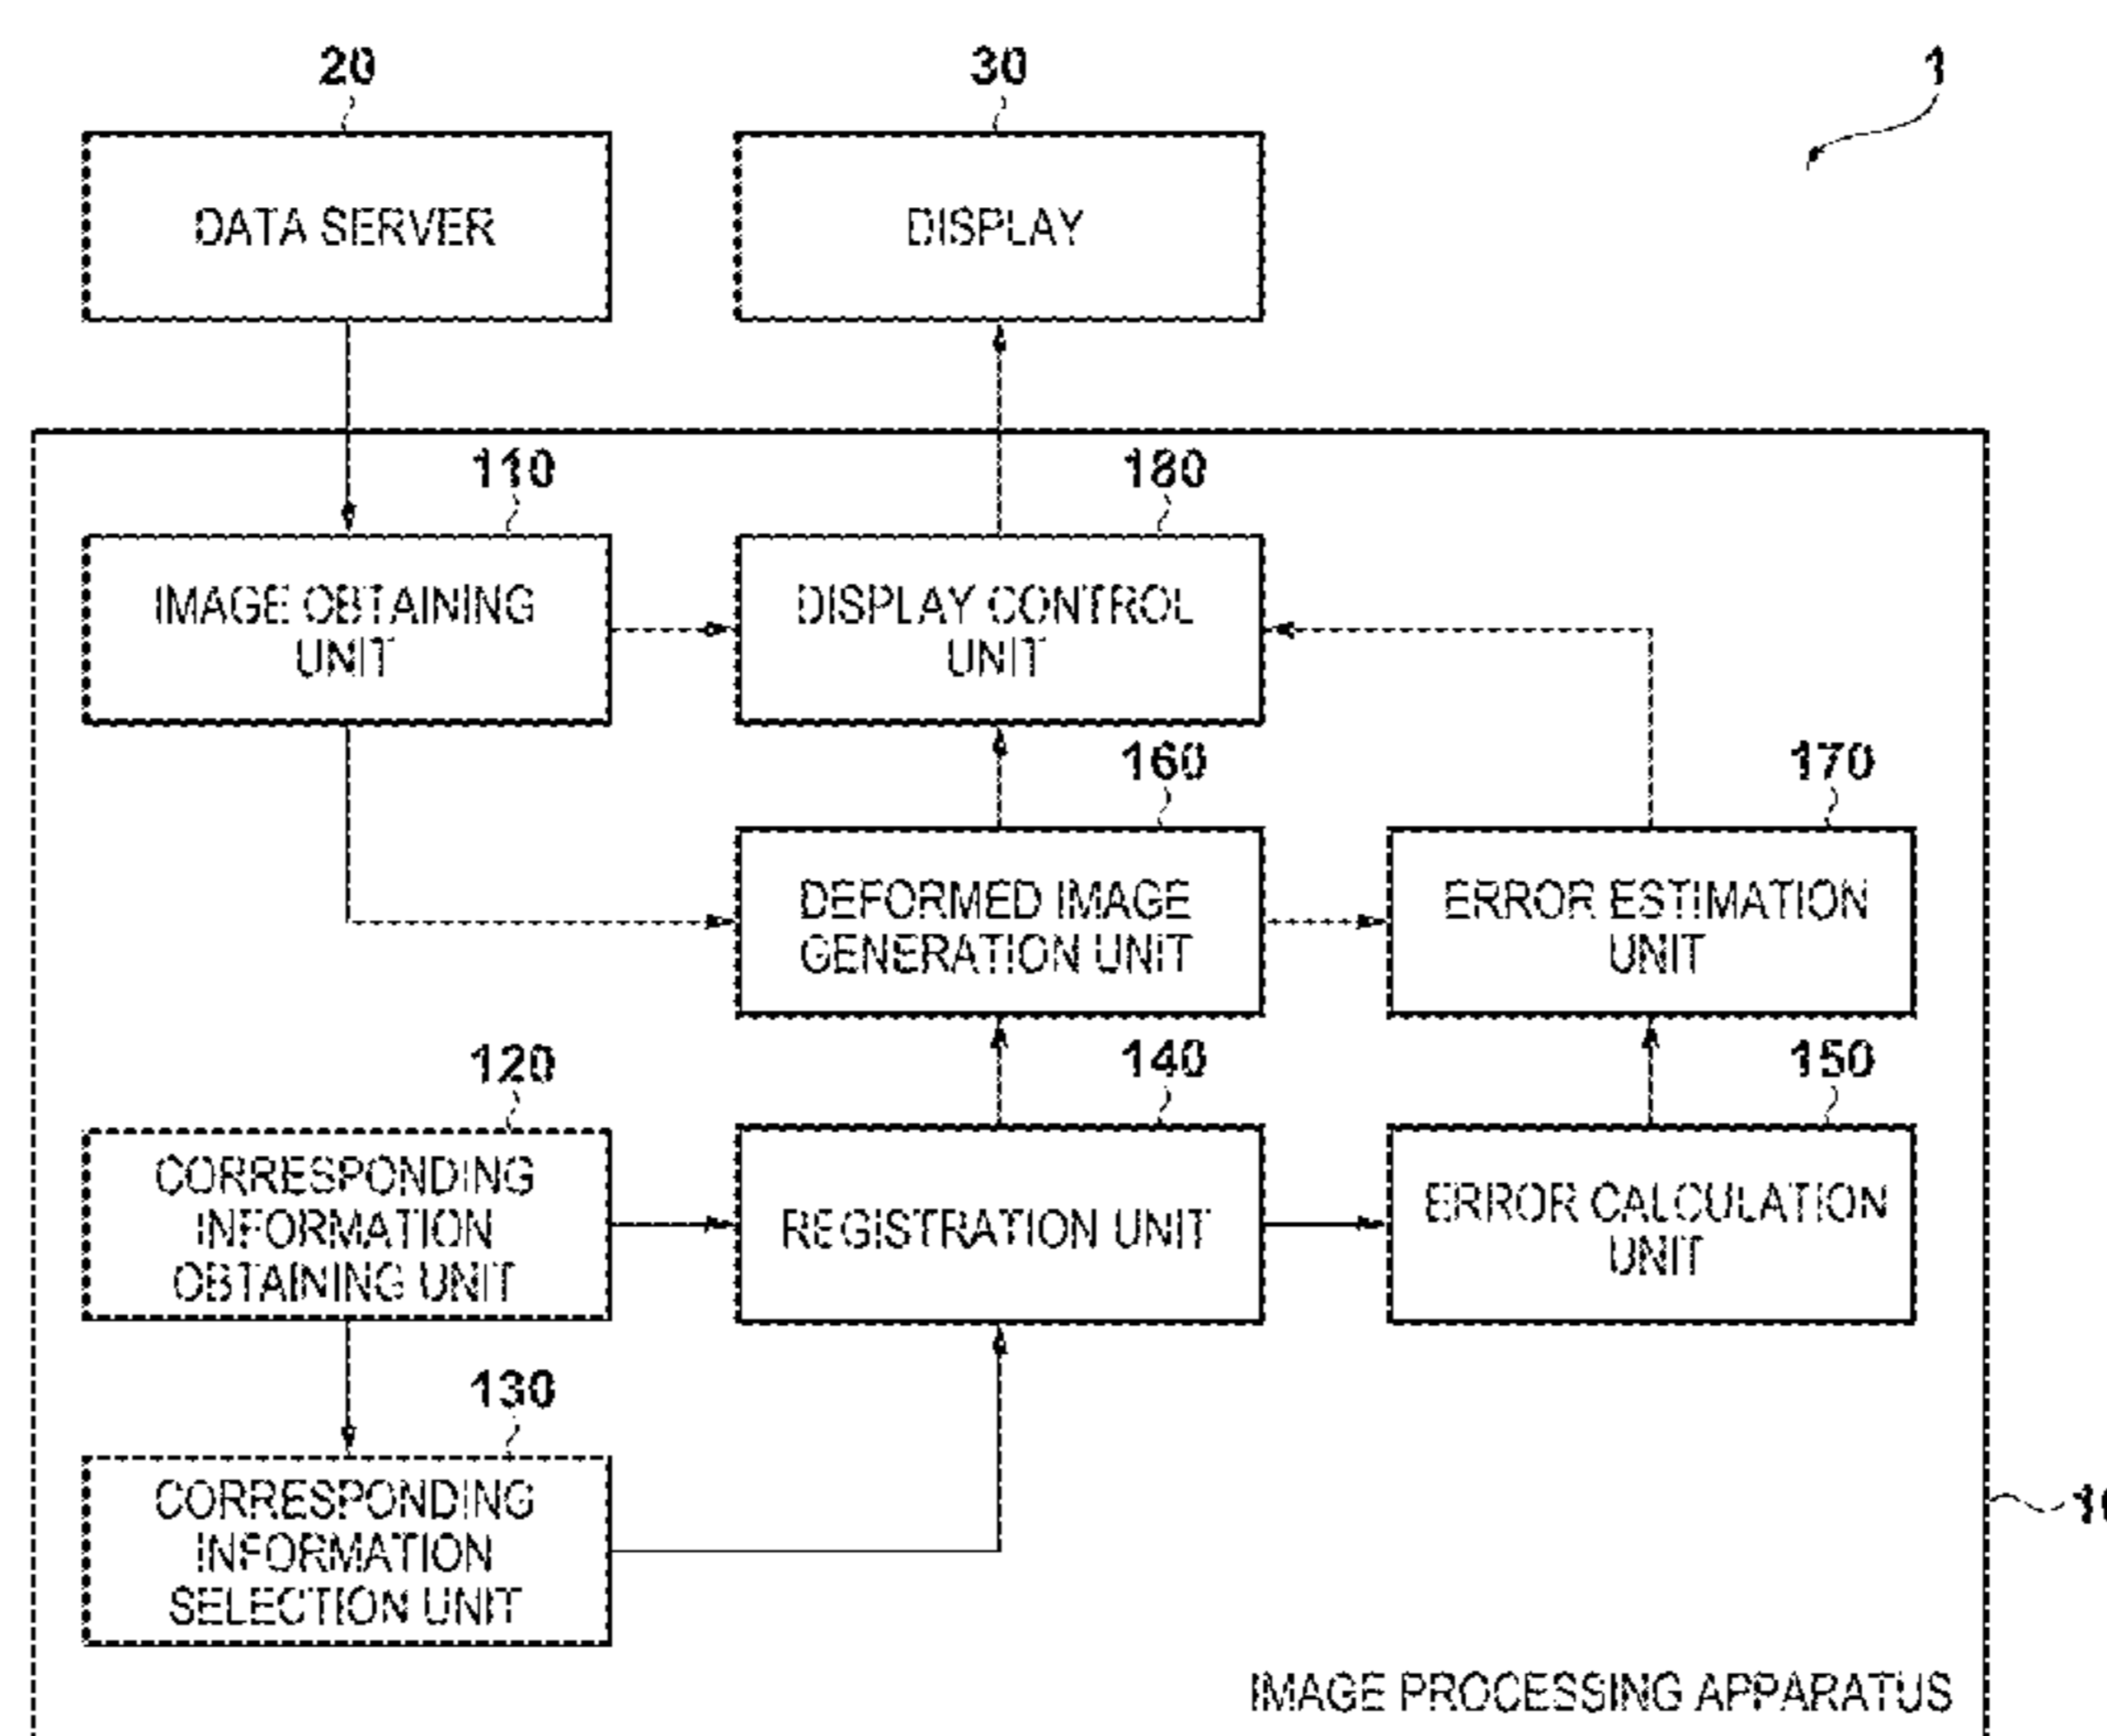 20
30
1
DATA SERVER
DISPLAY
110
180
IMAGE OBTAINING
UNIT
DISPLAY CONTROL
UNIT
160
170
DEFORMED IMAGE
GENERATION UNIT
ERROR ESTIMATION
UNIT
120
140
150
CORRESPONDING
INFORMATION
OBTAINING UNIT
REGISTRATION UNIT
ERROR CALCULATION
UNIT
130
CORRESPONDING
INFORMATION
SELECTION UNIT
IMAGE PROCESSING APPARATUS